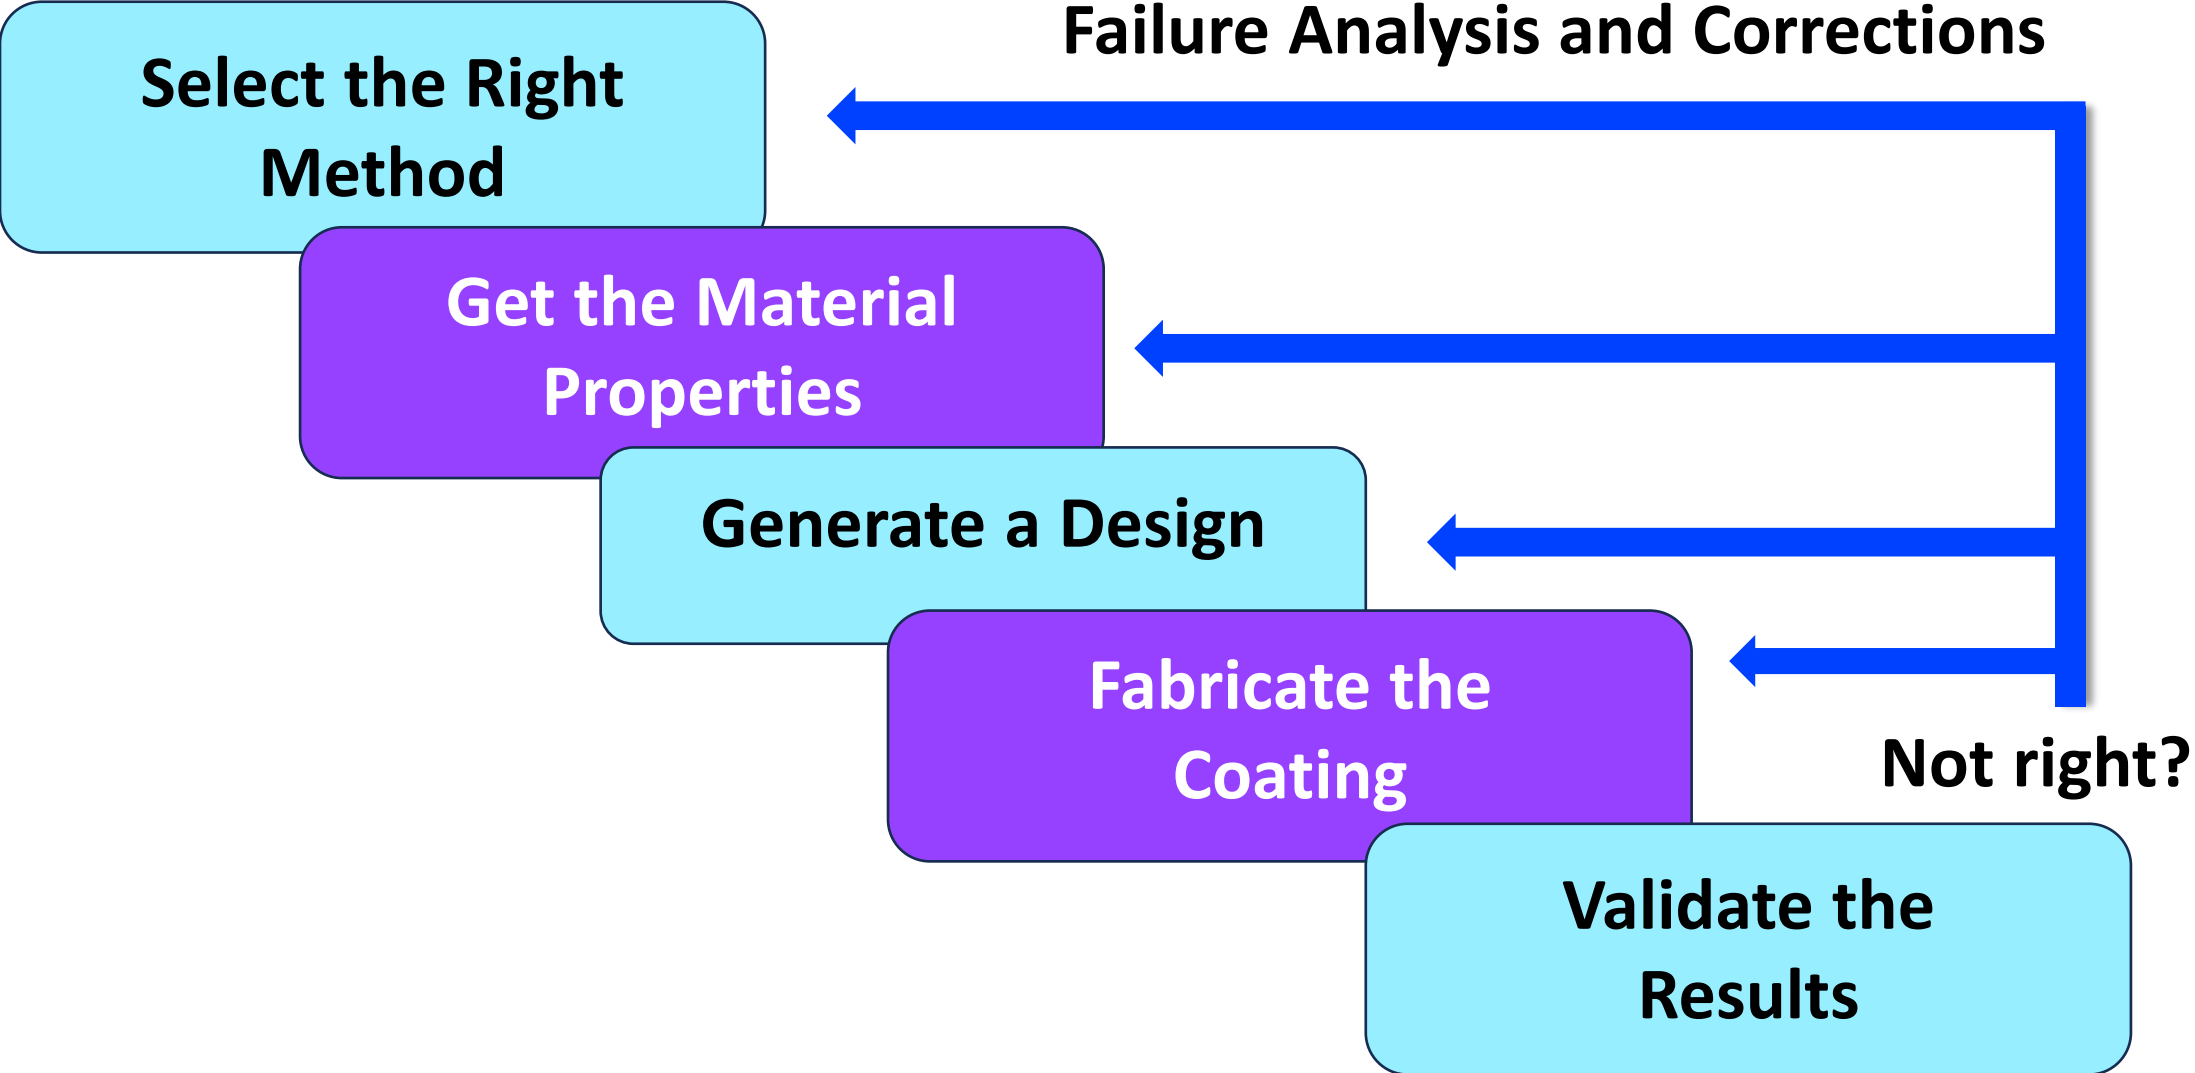 Failure Analysis and Corrections
Select the Right
Method
Get the Material
Properties
Generate a Design
Fabricate the
Coating
Not right?
Validate the
Results